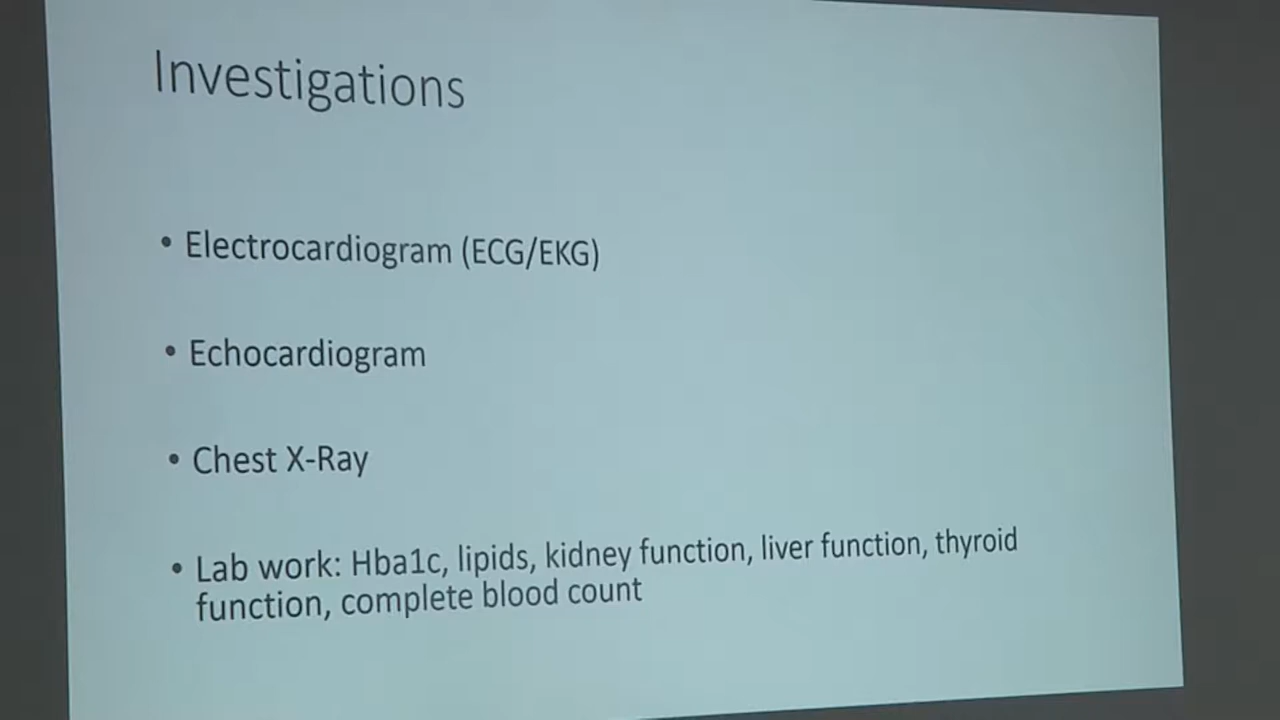 Investigations
• Electrocardiogram (ECG/EKG)
• Echocardiogram
• Chest X-Ray
• Lab work: Hba1c, lipids, kidney function, liver function, thyroid
function, complete blood count